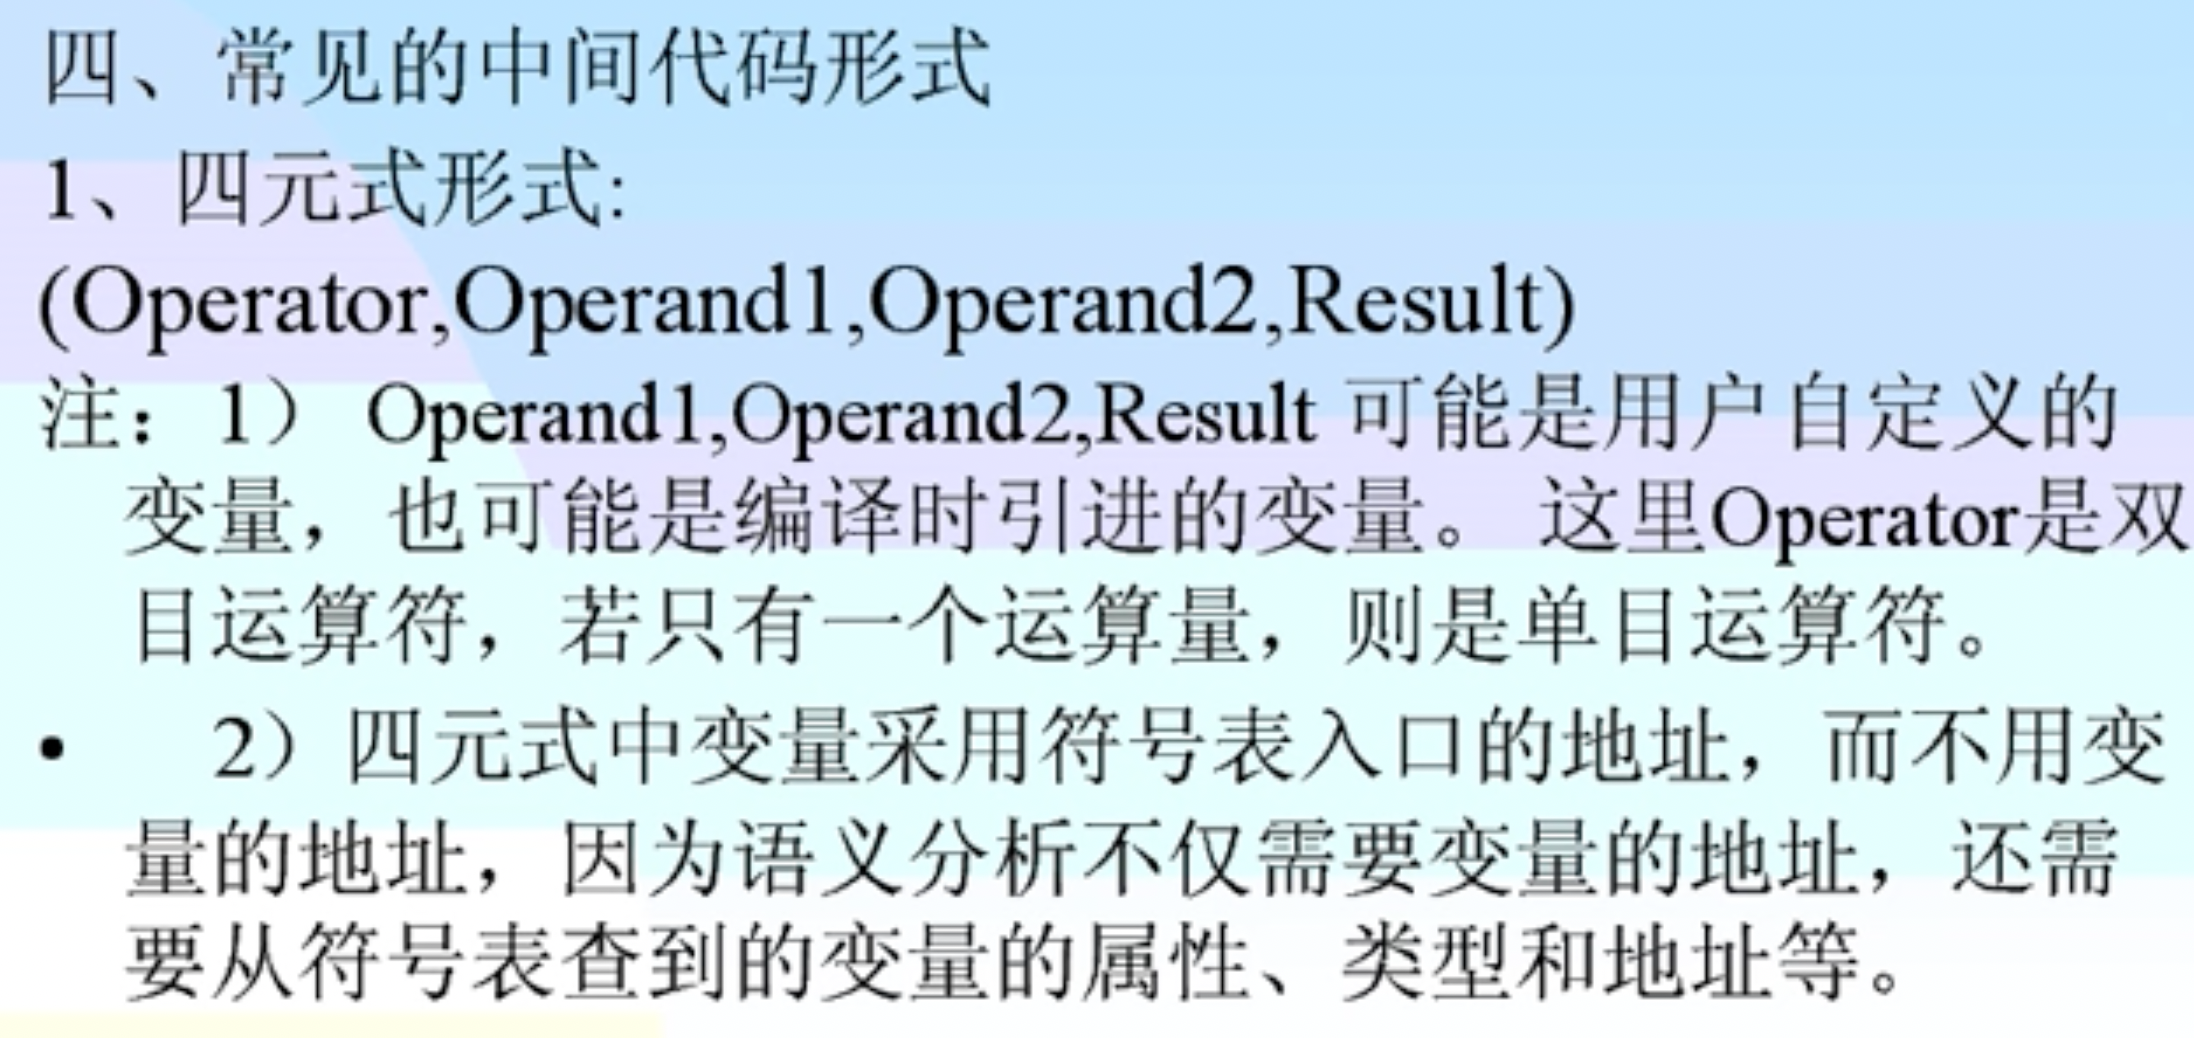 四、常见的中间代码形式
1、四元式形式:
(Operator,Operand1,Operand2,Result)
注：1） Operand1,Operand2,Result 可能是用户自定义的
变量，也可能是编译时引进的变量。 这里Operator是双
目运算符，若只有一个运算量，则是单目运算符。
• 2）四元式中变量采用符号表入口的地址，而不用变
量的地址，因为语义分析不仅需要变量的地址，还需
要从符号表查到的变量的属性、类型和地址等。